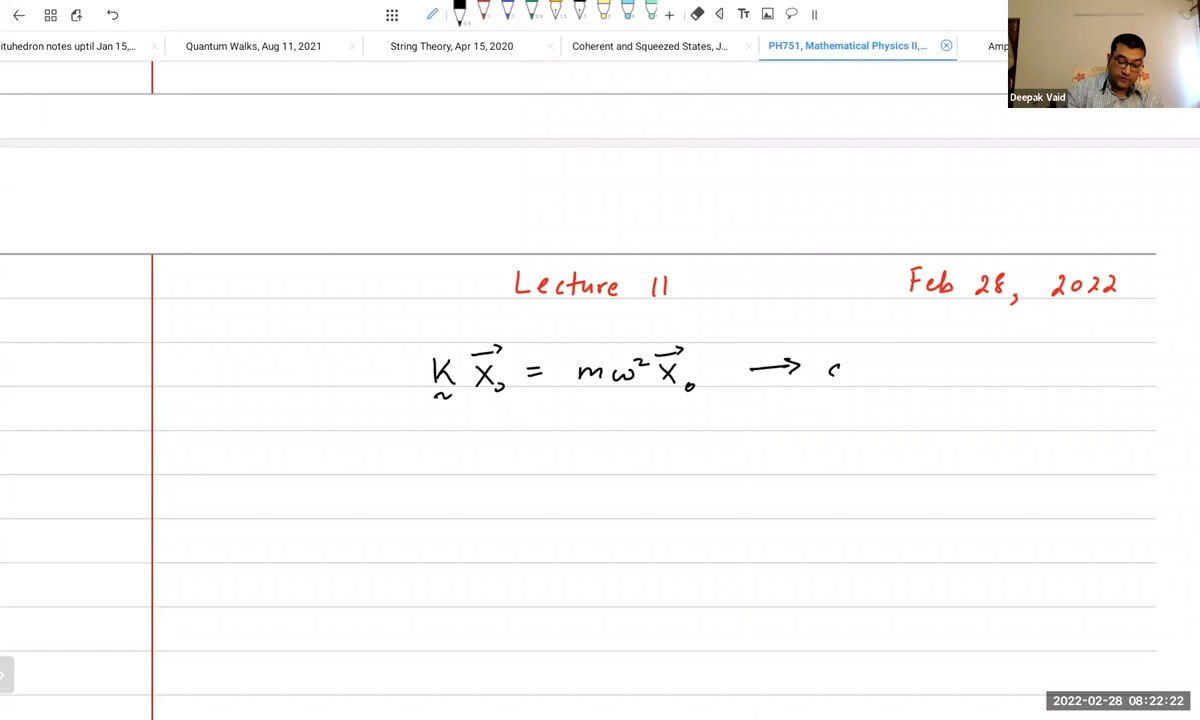 ituhedron notes uptil Jan 15,... Quantum Walks, Aug 11, 2021 String Theory, Apr 15, 2020 Coherent and Squeezed States, J... PH751, Mathematical Physics II,... Amp
Deepak Vaid
Lecture 11 Feb 28, 2022
K X⃗₀ = mω² X⃗₀ →
2022-02-28 08:22:22